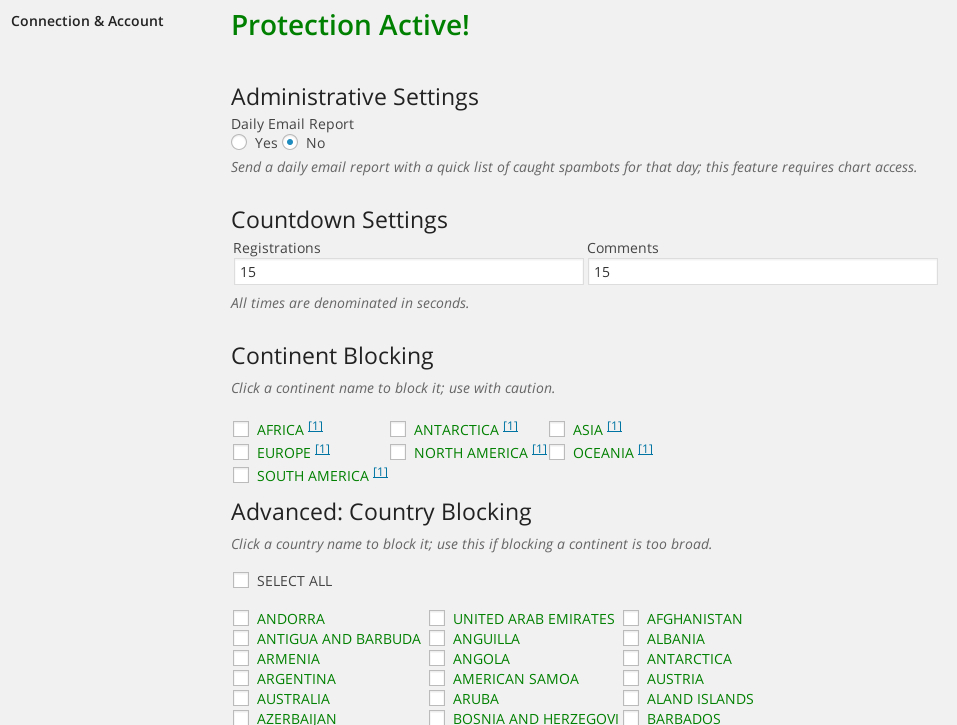 Connection & Account
Protection Active!
Administrative Settings
Daily Email Report
Yes No
Send a daily email report with a quick list of caught spambots for that day; this feature requires chart access.
Countdown Settings
Registrations Comments
15 15
All times are denominated in seconds.
Continent Blocking
Click a continent name to block it; use with caution.
AFRICA [1] ANTARCTICA [1] ASIA [1]
EUROPE [1] NORTH AMERICA [1] OCEANIA [1]
SOUTH AMERICA [1]
Advanced: Country Blocking
Click a country name to block it; use this if blocking a continent is too broad.
SELECT ALL
ANDORRA UNITED ARAB EMIRATES AFGHANISTAN
ANTIGUA AND BARBUDA ANGUILLA ALBANIA
ARMENIA ANGOLA ANTARCTICA
ARGENTINA AMERICAN SAMOA AUSTRIA
AUSTRALIA ARUBA ALAND ISLANDS
AZERBAIJAN BOSNIA AND HERZEGOVI BARBADOS